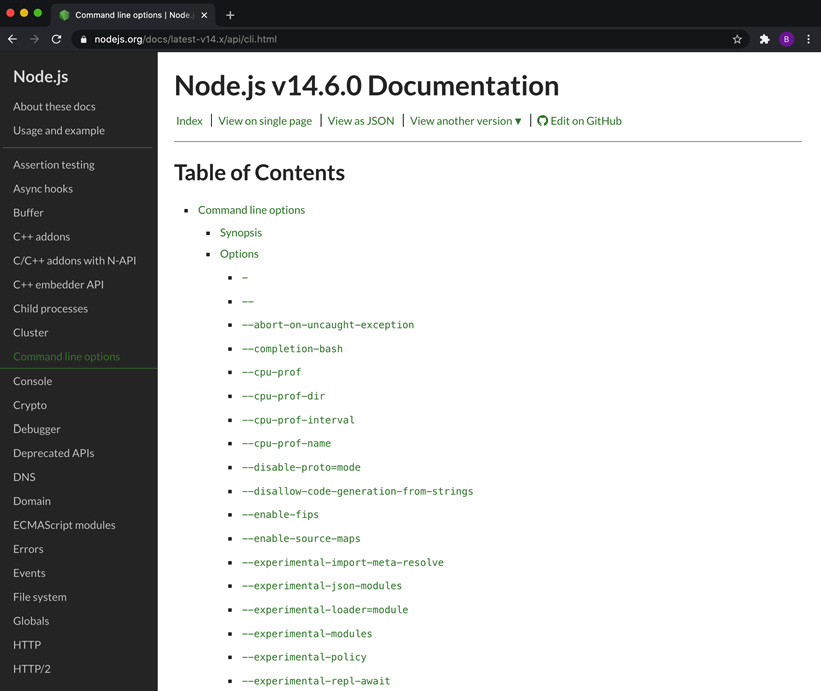 Command line options | Node.j
nodejs.org/docs/latest-v14.x/api/cli.html
B
Node.js
About these docs
Usage and example
Assertion testing
Async hooks
Buffer
C++ addons
C/C++ addons with N-API
C++ embedder API
Child processes
Cluster
Command line options
Console
Crypto
Debugger
Deprecated APIs
DNS
Domain
ECMAScript modules
Errors
Events
File system
Globals
HTTP
HTTP/2
Node.js v14.6.0 Documentation
Index | View on single page | View as JSON | View another version ▼ | Edit on GitHub
Table of Contents
Command line options
Synopsis
Options
-
--
--abort-on-uncaught-exception
--completion-bash
--cpu-prof
--cpu-prof-dir
--cpu-prof-interval
--cpu-prof-name
--disable-proto=mode
--disallow-code-generation-from-strings
--enable-fips
--enable-source-maps
--experimental-import-meta-resolve
--experimental-json-modules
--experimental-loader=module
--experimental-modules
--experimental-policy
--experimental-repl-await